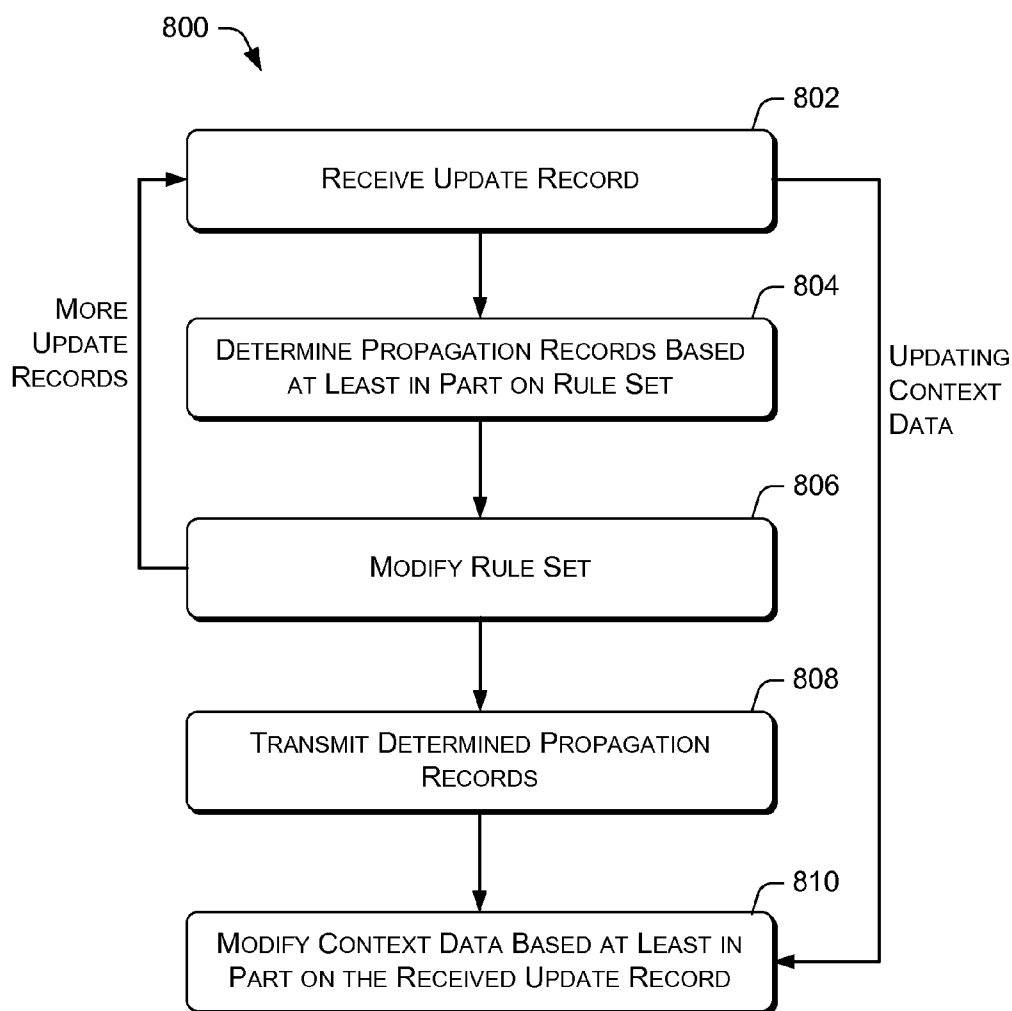 800
802
RECEIVE UPDATE RECORD
804
MORE
UPDATE
RECORDS
DETERMINE PROPAGATION RECORDS BASED
AT LEAST IN PART ON RULE SET
UPDATING
CONTEXT
DATA
806
MODIFY RULE SET
808
TRANSMIT DETERMINED PROPAGATION
RECORDS
810
MODIFY CONTEXT DATA BASED AT LEAST IN
PART ON THE RECEIVED UPDATE RECORD